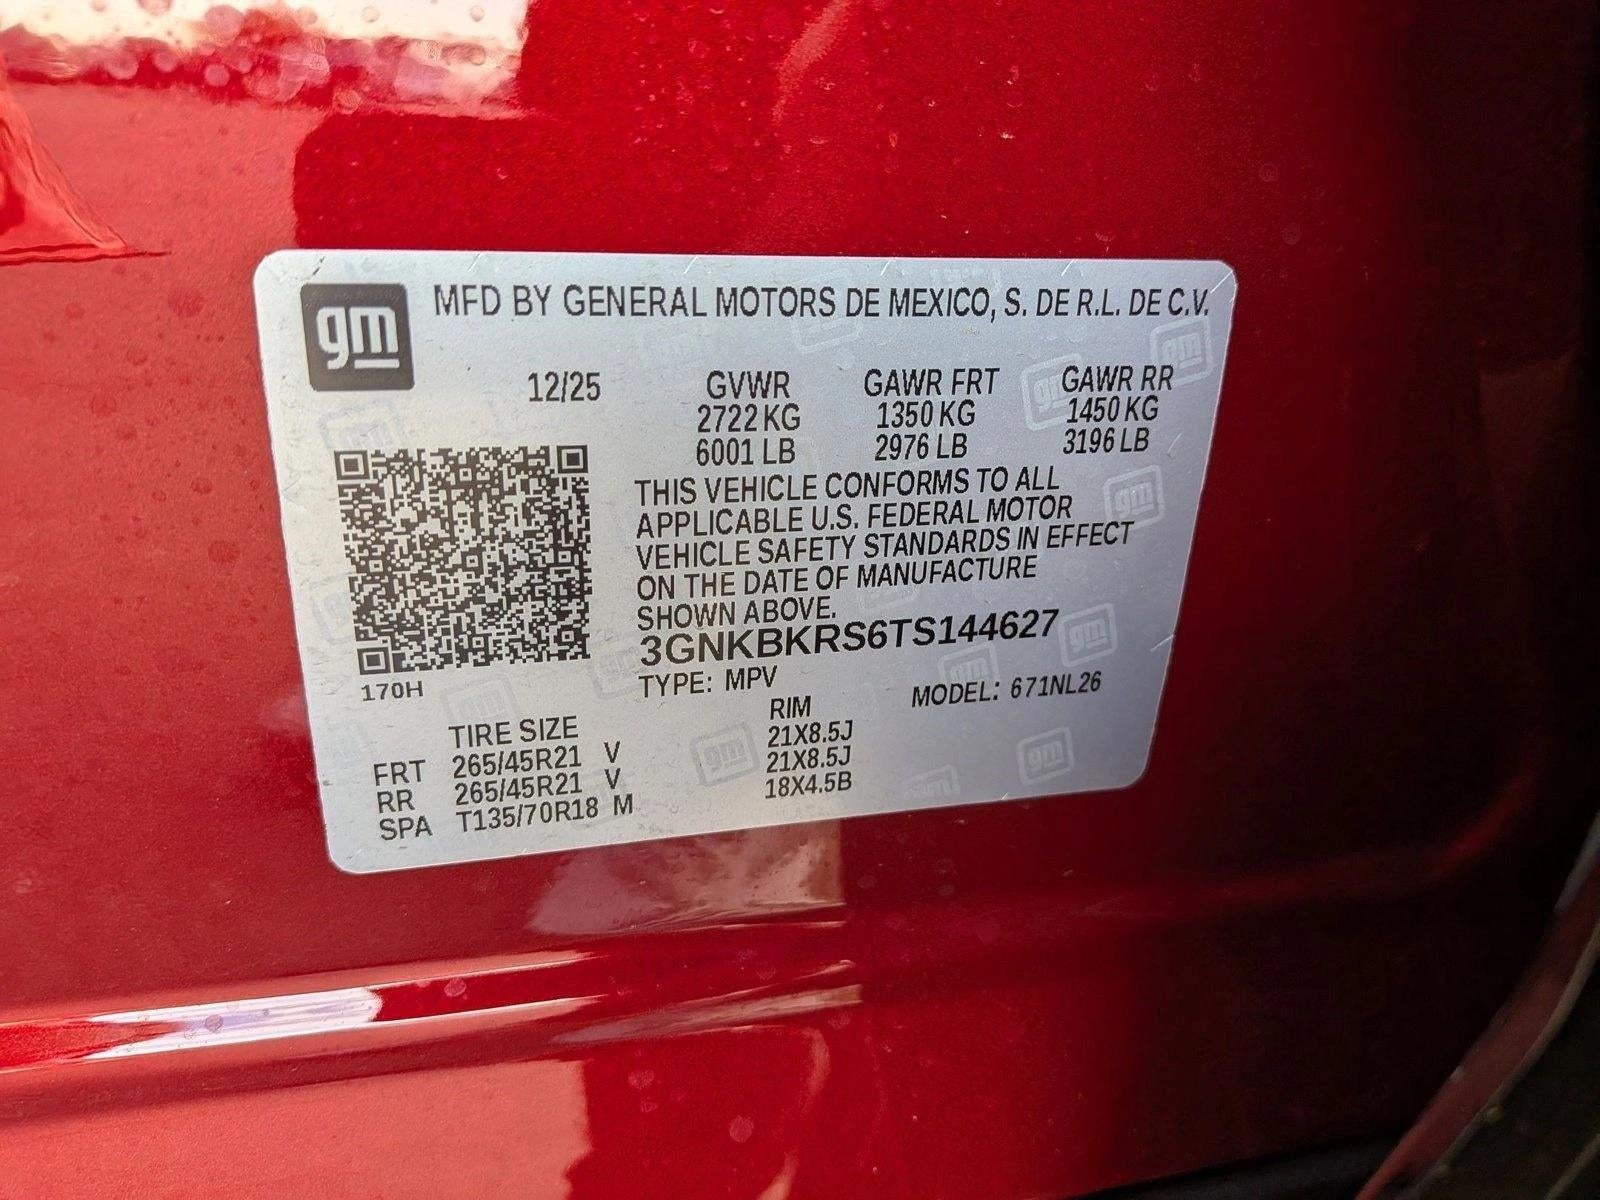 gm MFD BY GENERAL MOTORS DE MEXICO, S. DE R.L. DE C.V.
12/25 GVWR GAWR FRT GAWR RR
2722 KG 1350 KG 1450 KG
6001 LB 2976 LB 3196 LB
THIS VEHICLE CONFORMS TO ALL
APPLICABLE U.S. FEDERAL MOTOR
VEHICLE SAFETY STANDARDS IN EFFECT
ON THE DATE OF MANUFACTURE
SHOWN ABOVE.
3GNKBKRS6TS144627
170H
TYPE: MPV MODEL: 671NL26
TIRE SIZE RIM
FRT 265/45R21 V 21X8.5J
RR 265/45R21 V 21X8.5J
SPA T135/70R18 M 18X4.5B